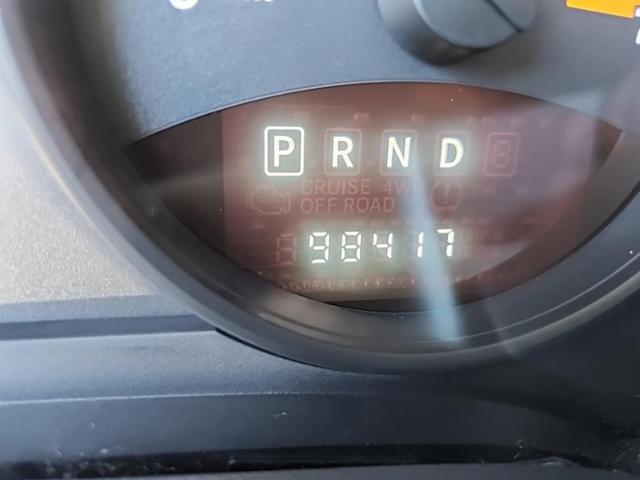 P R N D
CRUISE 4WD
OFF ROAD
98417